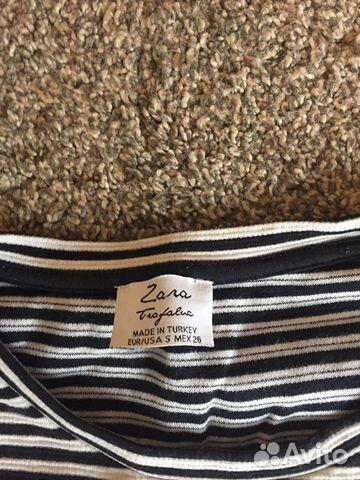 Zara
Trafaluc
MADE IN TURKEY
EUR/USA S MEX 26
Avito